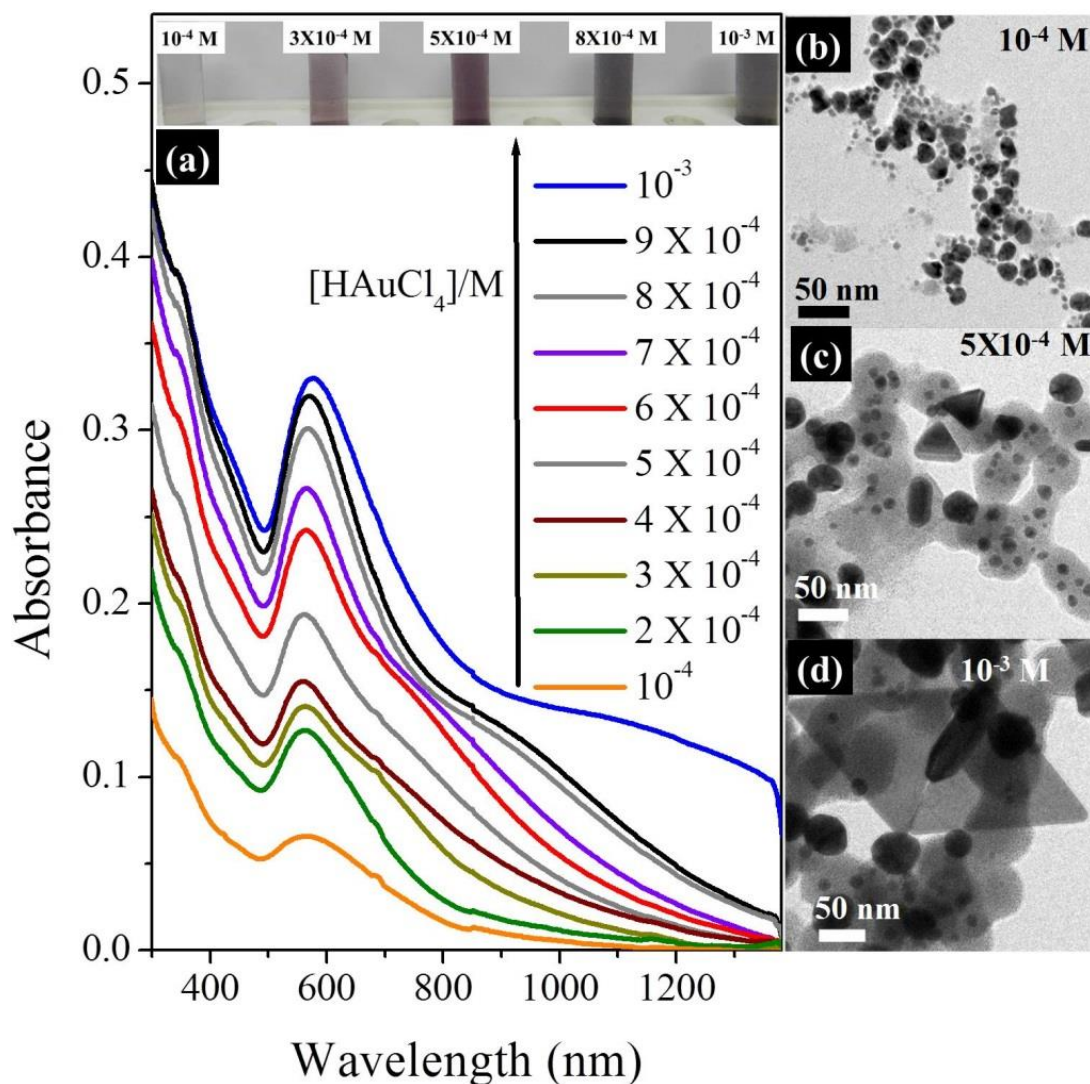 10⁻⁴ M 3X10⁻⁴ M 5X10⁻⁴ M 8X10⁻⁴ M 10⁻³ M
(a)
Absorbance
0.5
0.4
0.3
0.2
0.1
0.0
[HAuCl₄]/M
10⁻³
9 X 10⁻⁴
8 X 10⁻⁴
7 X 10⁻⁴
6 X 10⁻⁴
5 X 10⁻⁴
4 X 10⁻⁴
3 X 10⁻⁴
2 X 10⁻⁴
10⁻⁴
400 600 800 1000 1200
Wavelength (nm)
(b) 10⁻⁴ M
50 nm
(c) 5X10⁻⁴ M
50 nm
(d) 10⁻³ M
50 nm